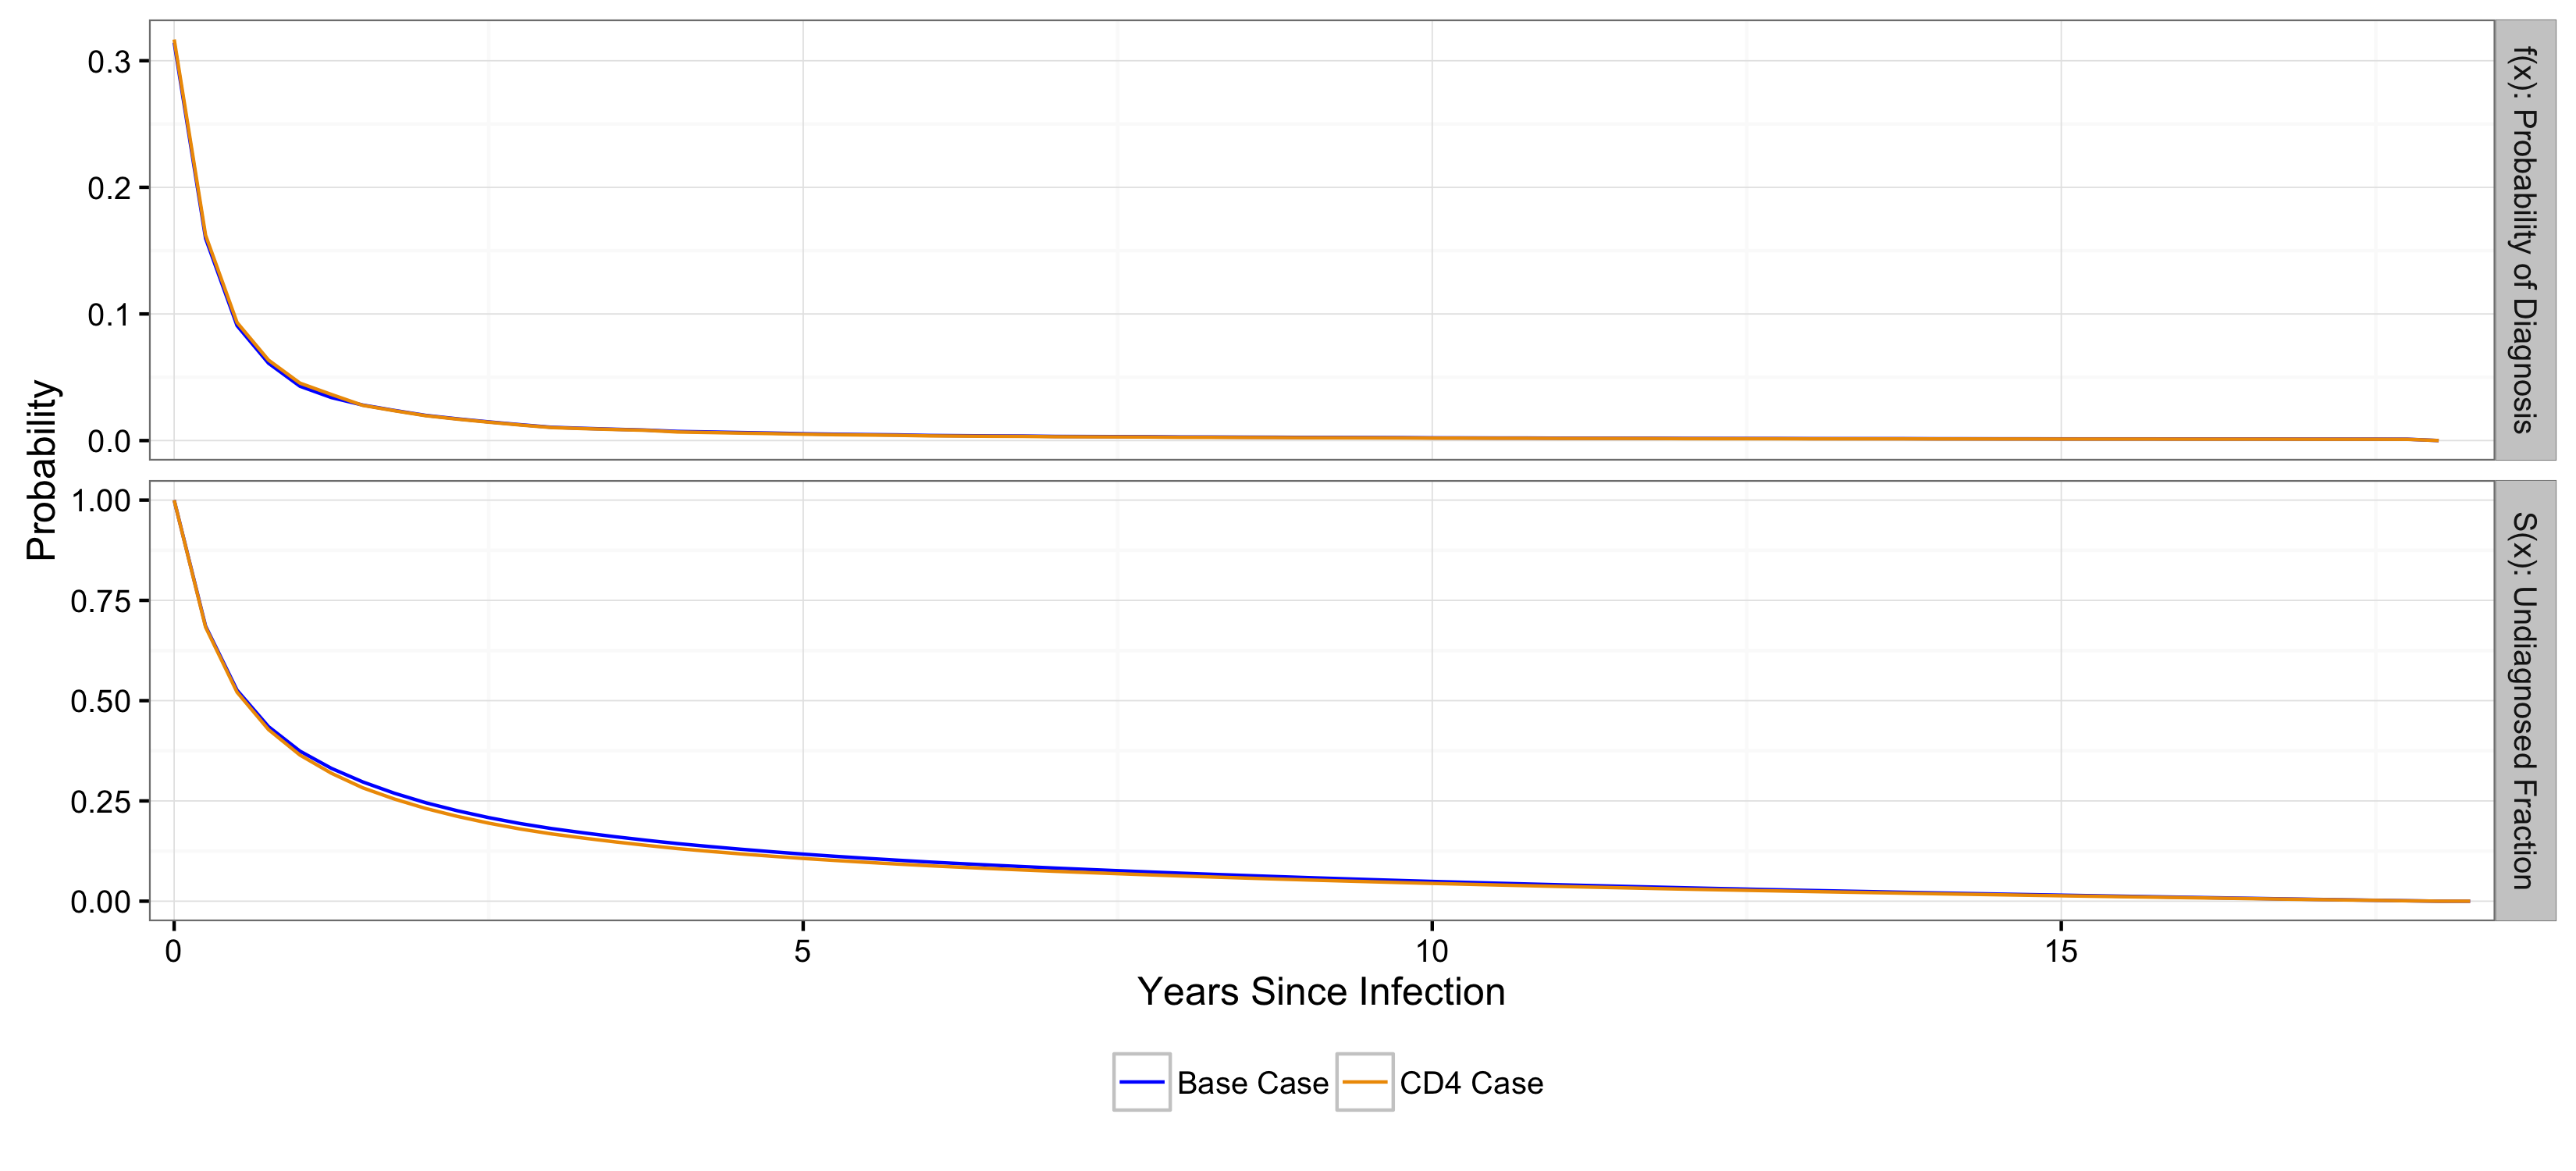 Probability
0.3
0.2
0.1
0.0
f(x): Probability of Diagnosis
1.00
0.75
0.50
0.25
0.00
S(x): Undiagnosed Fraction
0 5 10 15
Years Since Infection
Base Case CD4 Case